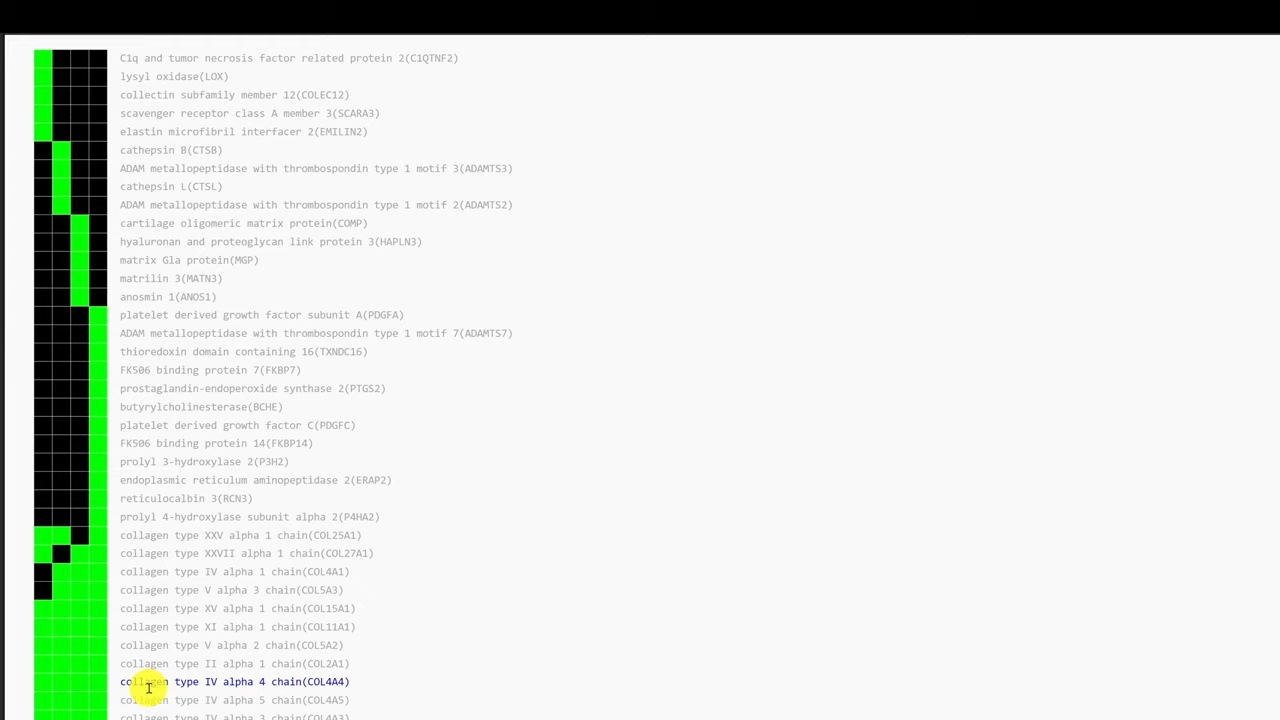 C1q and tumor necrosis factor related protein 2(C1QTNF2)
lysyl oxidase(LOX)
collectin subfamily member 12(COLEC12)
scavenger receptor class A member 3(SCARA3)
elastin microfibril interfacer 2(EMILIN2)
cathepsin B(CTSB)
ADAM metallopeptidase with thrombospondin type 1 motif 3(ADAMTS3)
cathepsin L(CTSL)
ADAM metallopeptidase with thrombospondin type 1 motif 2(ADAMTS2)
cartilage oligomeric matrix protein(COMP)
hyaluronan and proteoglycan link protein 3(HAPLN3)
matrix Gla protein(MGP)
matrilin 3(MATN3)
anosmin 1(ANOS1)
platelet derived growth factor subunit A(PDGFA)
ADAM metallopeptidase with thrombospondin type 1 motif 7(ADAMTS7)
thioredoxin domain containing 16(TXNDC16)
FK506 binding protein 7(FKBP7)
prostaglandin-endoperoxide synthase 2(PTGS2)
butyrylcholinesterase(BCHE)
platelet derived growth factor C(PDGFC)
FK506 binding protein 14(FKBP14)
prolyl 3-hydroxylase 2(P3H2)
endoplasmic reticulum aminopeptidase 2(ERAP2)
reticulocalbin 3(RCN3)
prolyl 4-hydroxylase subunit alpha 2(P4HA2)
collagen type XXV alpha 1 chain(COL25A1)
collagen type XXVII alpha 1 chain(COL27A1)
collagen type IV alpha 1 chain(COL4A1)
collagen type V alpha 3 chain(COL5A3)
collagen type XV alpha 1 chain(COL15A1)
collagen type XI alpha 1 chain(COL11A1)
collagen type V alpha 2 chain(COL5A2)
collagen type II alpha 1 chain(COL2A1)
collagen type IV alpha 4 chain(COL4A4)
collagen type IV alpha 5 chain(COL4A5)
collagen type IV alpha 3 chain(COL4A3)